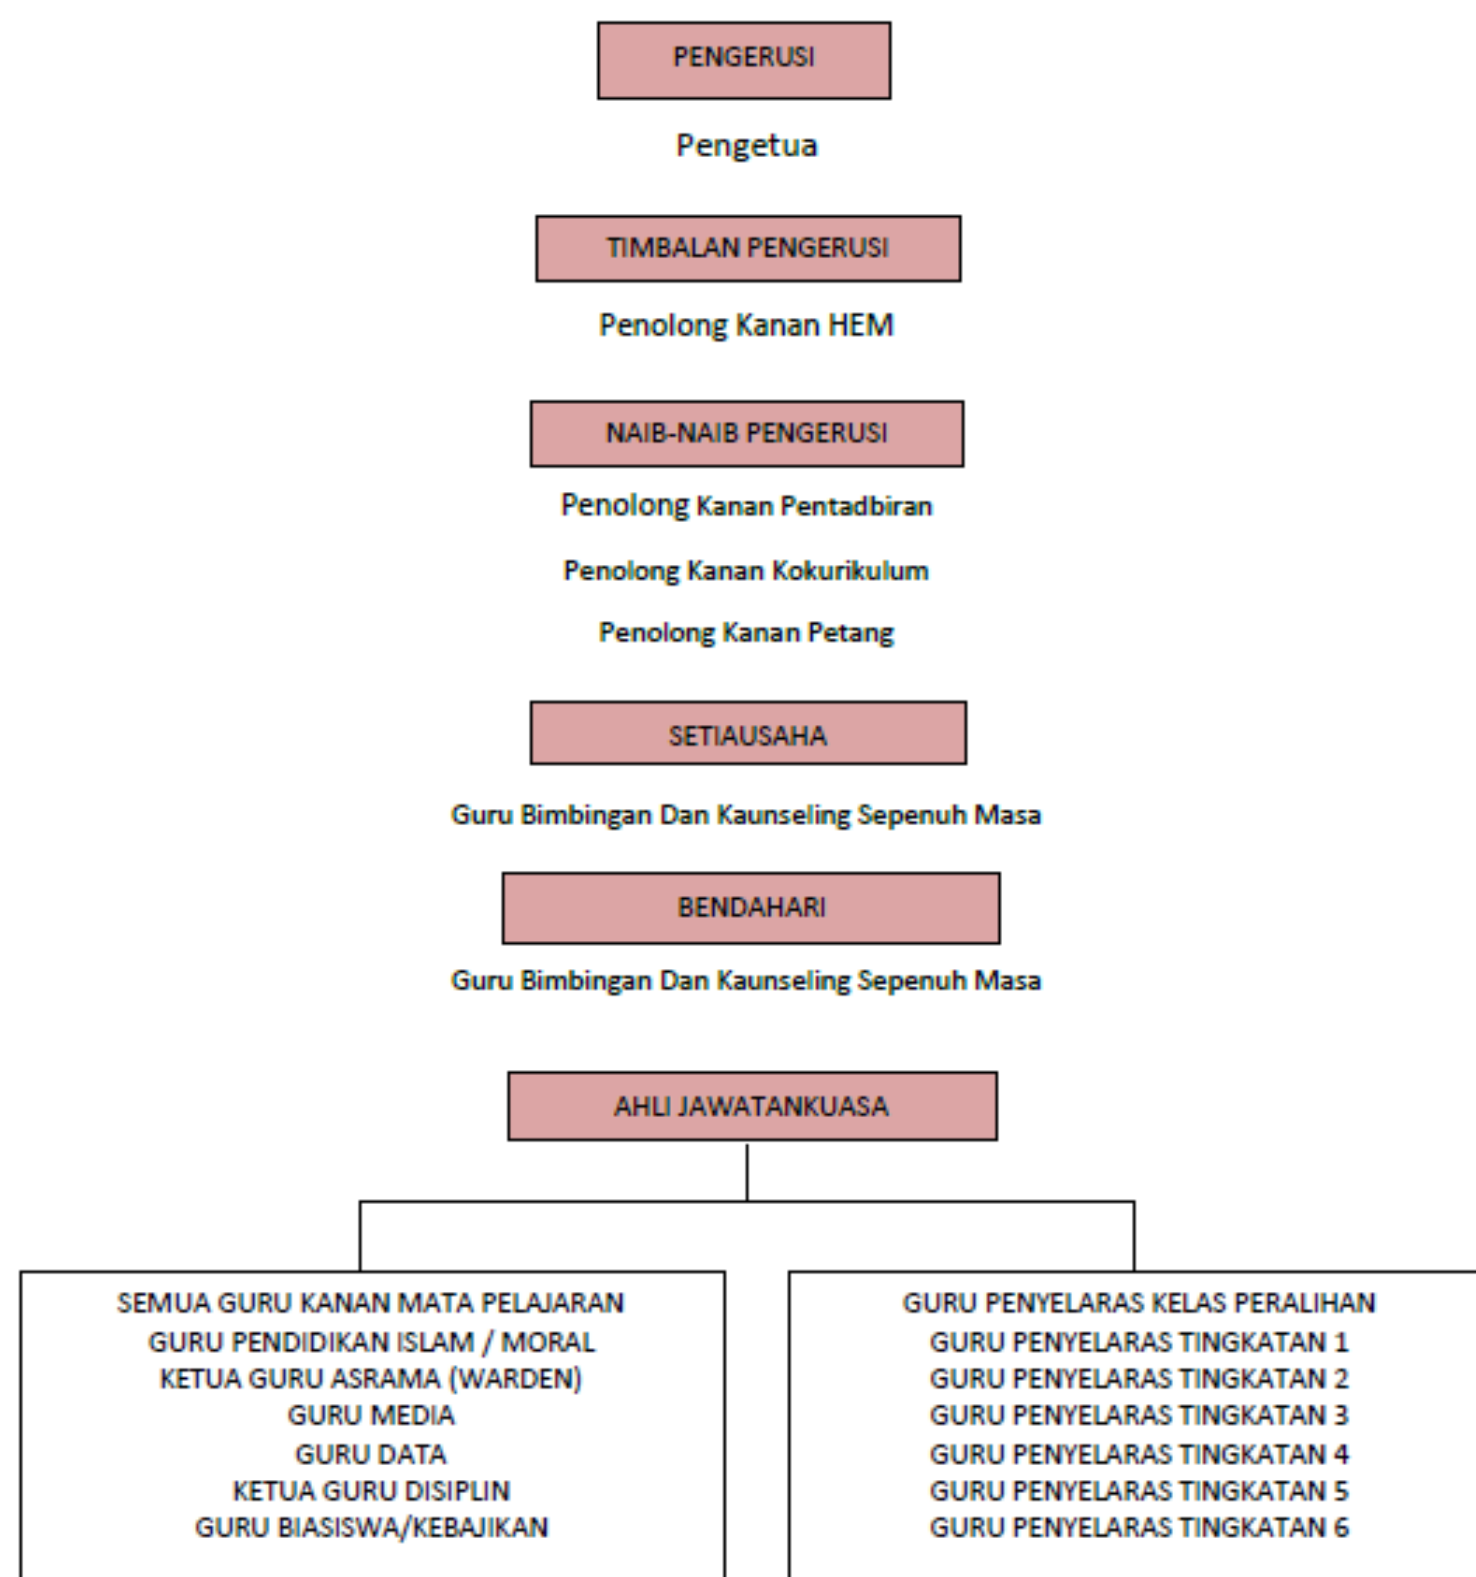 PENGERUSI
Pengetua
TIMBALAN PENGERUSI
Penolong Kanan HEM
NAIB-NAIB PENGERUSI
Penolong Kanan Pentadbiran
Penolong Kanan Kokurikulum
Penolong Kanan Petang
SETIAUSAHA
Guru Bimbingan Dan Kaunseling Sepenuh Masa
BENDAHARI
Guru Bimbingan Dan Kaunseling Sepenuh Masa
AHLI JAWATANKUASA
SEMUA GURU KANAN MATA PELAJARAN
GURU PENDIDIKAN ISLAM / MORAL
KETUA GURU ASRAMA (WARDEN)
GURU MEDIA
GURU DATA
KETUA GURU DISIPLIN
GURU BIASISWA/KEBAJIKAN
GURU PENYELARAS KELAS PERALIHAN
GURU PENYELARAS TINGKATAN 1
GURU PENYELARAS TINGKATAN 2
GURU PENYELARAS TINGKATAN 3
GURU PENYELARAS TINGKATAN 4
GURU PENYELARAS TINGKATAN 5
GURU PENYELARAS TINGKATAN 6